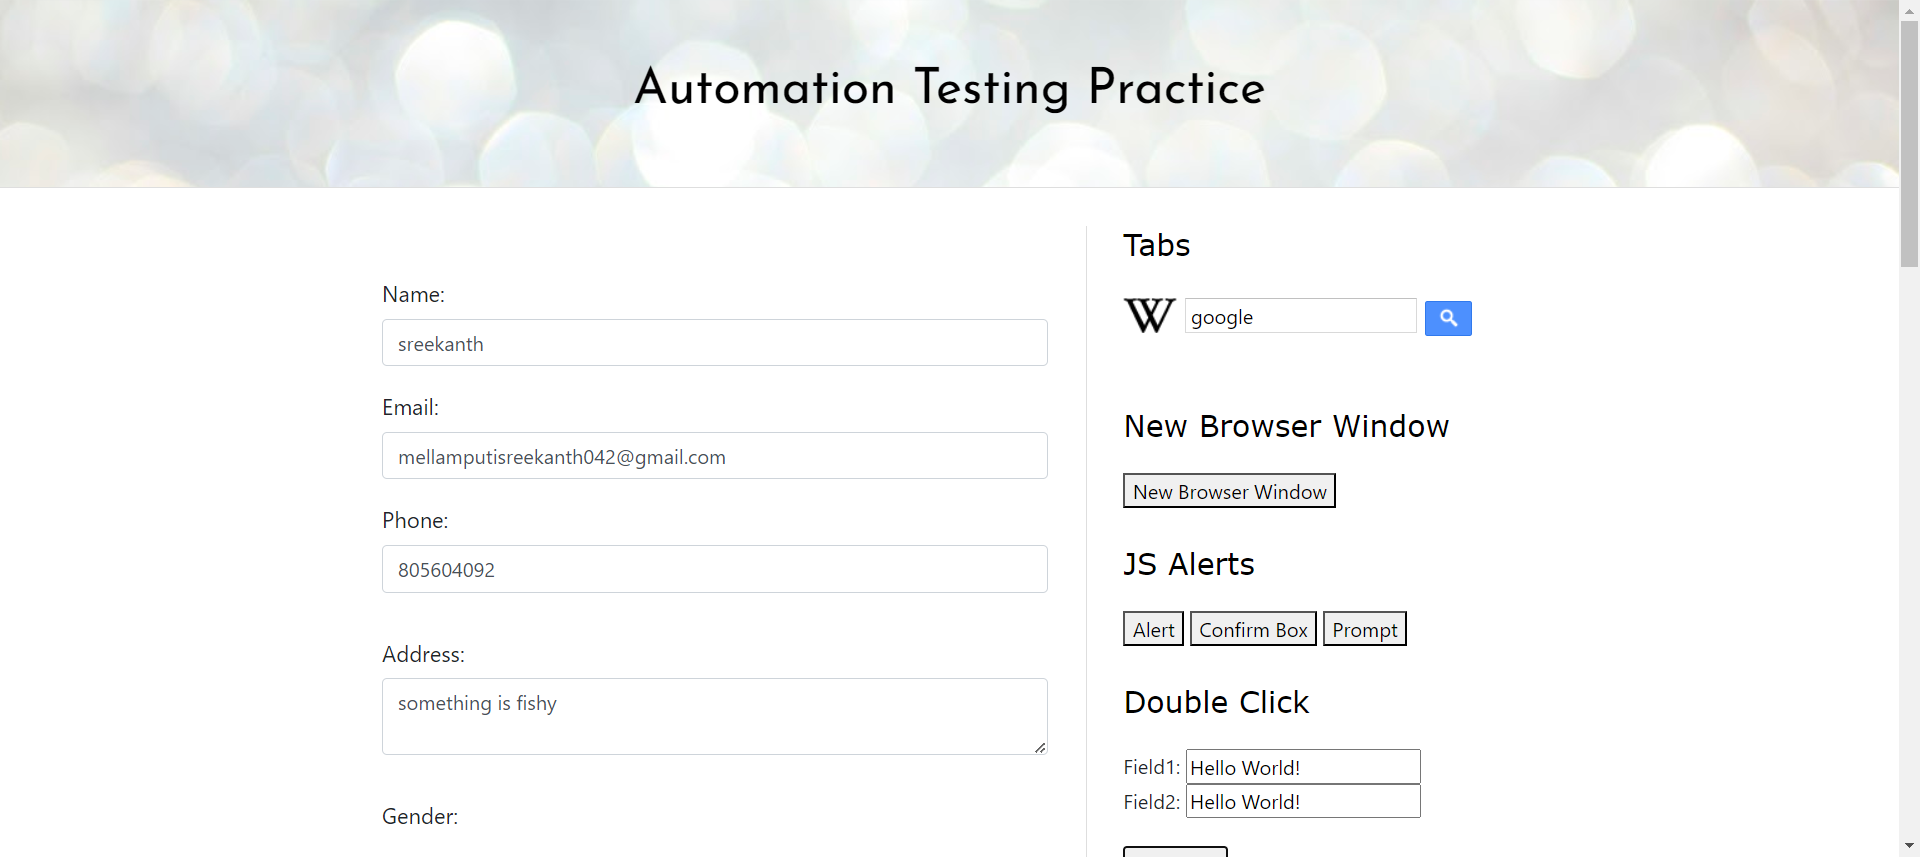 Automation Testing Practice
Name:
sreekanth
Email:
mellamputisreekanth042@gmail.com
Phone:
805604092
Address:
something is fishy
Gender:
Tabs
W google
New Browser Window
New Browser Window
JS Alerts
Alert Confirm Box Prompt
Double Click
Field1: Hello World!
Field2: Hello World!